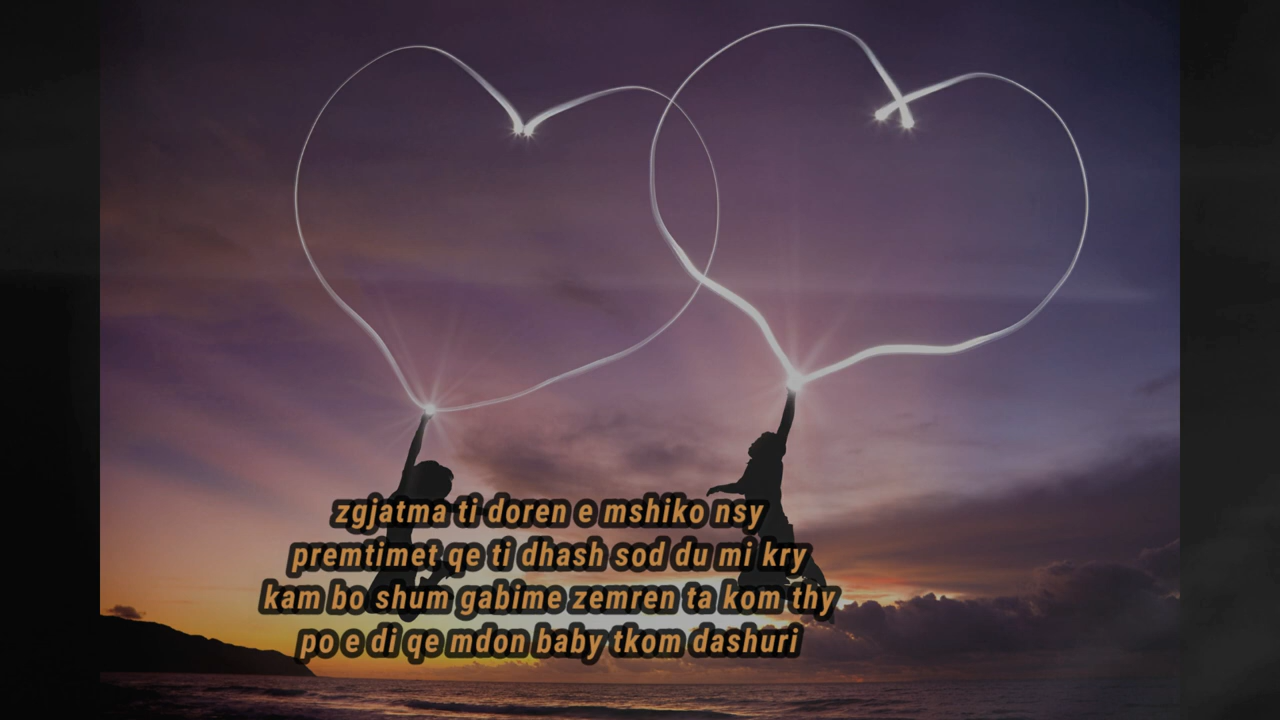 zgjatma ti doren e mshiko nsy
premtimet qe ti dhash sod du mi kry
kam bo shum gabime zemren ta kom thy
po e di qe mdon baby tkom dashuri